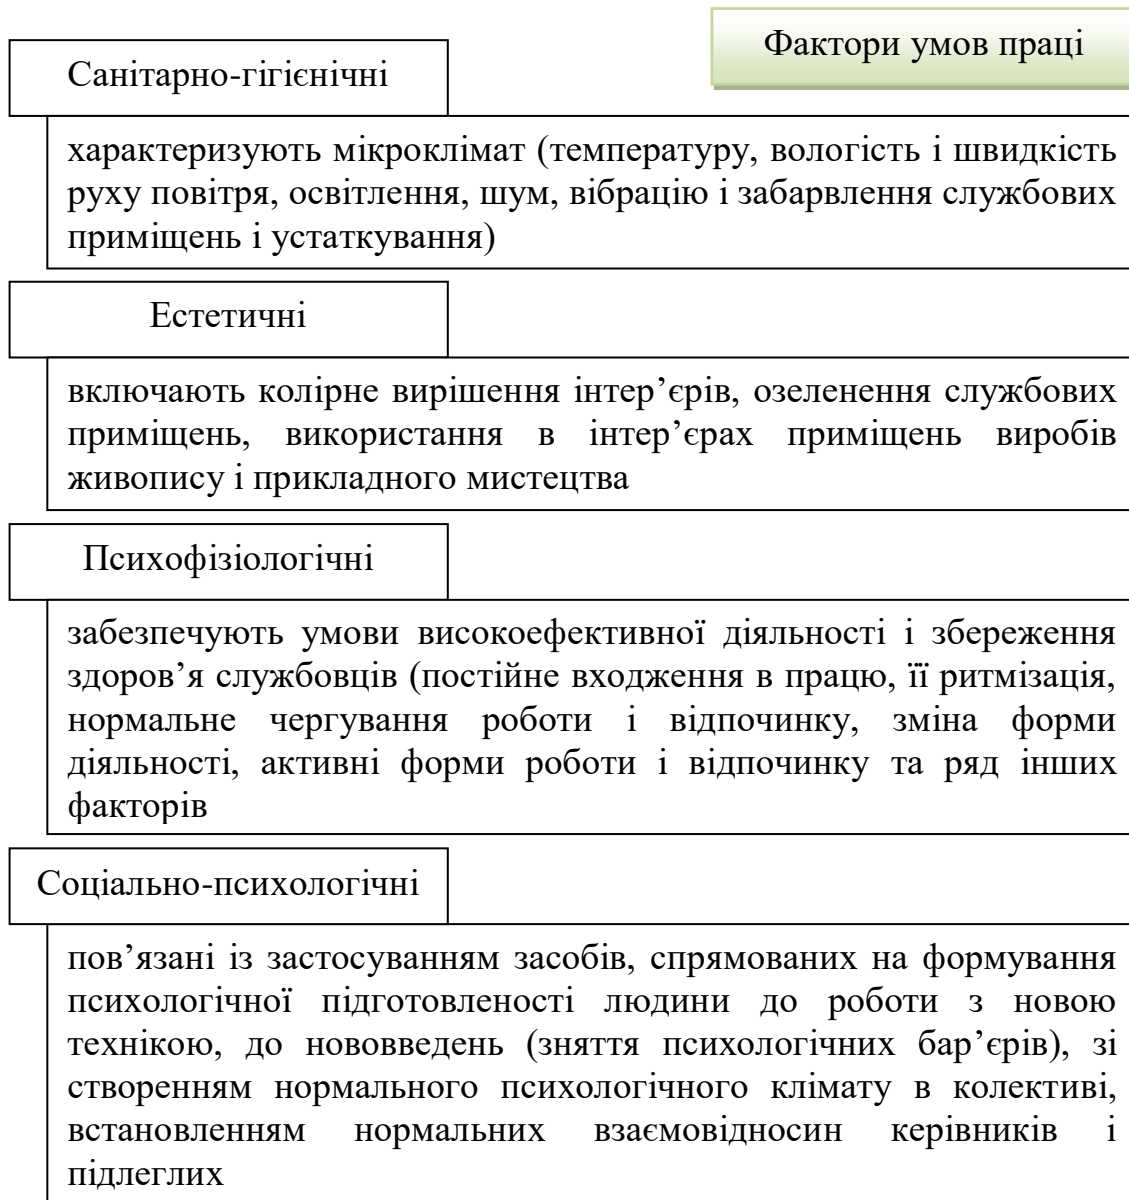 Фактори умов праці
Санітарно-гігієнічні
характеризують мікроклімат (температуру, вологість і швидкість
руху повітря, освітлення, шум, вібрацію і забарвлення службових
приміщень і устаткування)
Естетичні
включають колірне вирішення інтер’єрів, озеленення службових
приміщень, використання в інтер’єрах приміщень виробів
живопису і прикладного мистецтва
Психофізіологічні
забезпечують умови високоефективної діяльності і збереження
здоров’я службовців (постійне входження в працю, її ритмізація,
нормальне чергування роботи і відпочинку, зміна форми
діяльності, активні форми роботи і відпочинку та ряд інших
факторів
Соціально-психологічні
пов’язані із застосуванням засобів, спрямованих на формування
психологічної підготовленості людини до роботи з новою
технікою, до нововведень (зняття психологічних бар’єрів), зі
створенням нормального психологічного клімату в колективі,
встановленням нормальних взаємовідносин керівників і
підлеглих